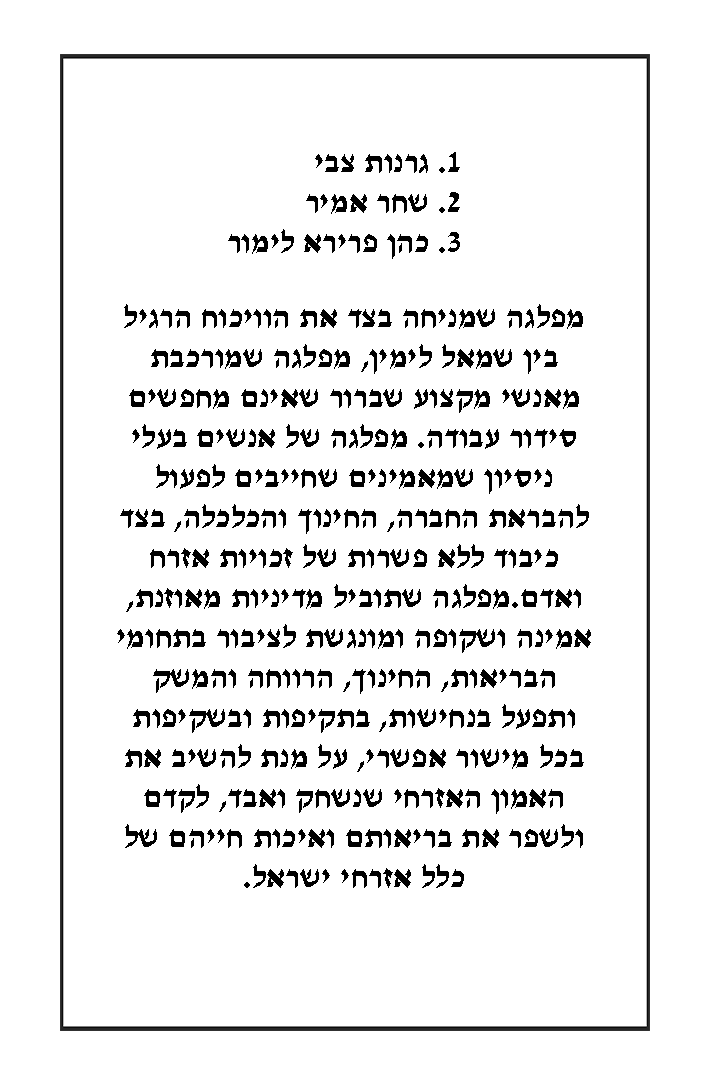 1. גרנות צבי
2. שחר אמיר
3. כהן פרירא לימור
מפלגה שמניחה בצד את הוויכוח הרגיל
בין שמאל לימין, מפלגה שמורכבת
מאנשי מקצוע שברור שאינם מחפשים
סידור עבודה. מפלגה של אנשים בעלי
ניסיון שמאמינים שחייבים לפעול
להבראת החברה, החינוך והכלכלה, בצד
כיבוד ללא פשרות של זכויות אזרח
ואדם.מפלגה שתוביל מדיניות מאוזנת,
אמינה ושקופה ומונגשת לציבור בתחומי
הבריאות, החינוך, הרווחה והמשק
ותפעל בנחישות, בתקיפות ובשקיפות
בכל מישור אפשרי, על מנת להשיב את
האמון האזרחי שנשחק ואבד, לקדם
ולשפר את בריאותם ואיכות חייהם של
כלל אזרחי ישראל.